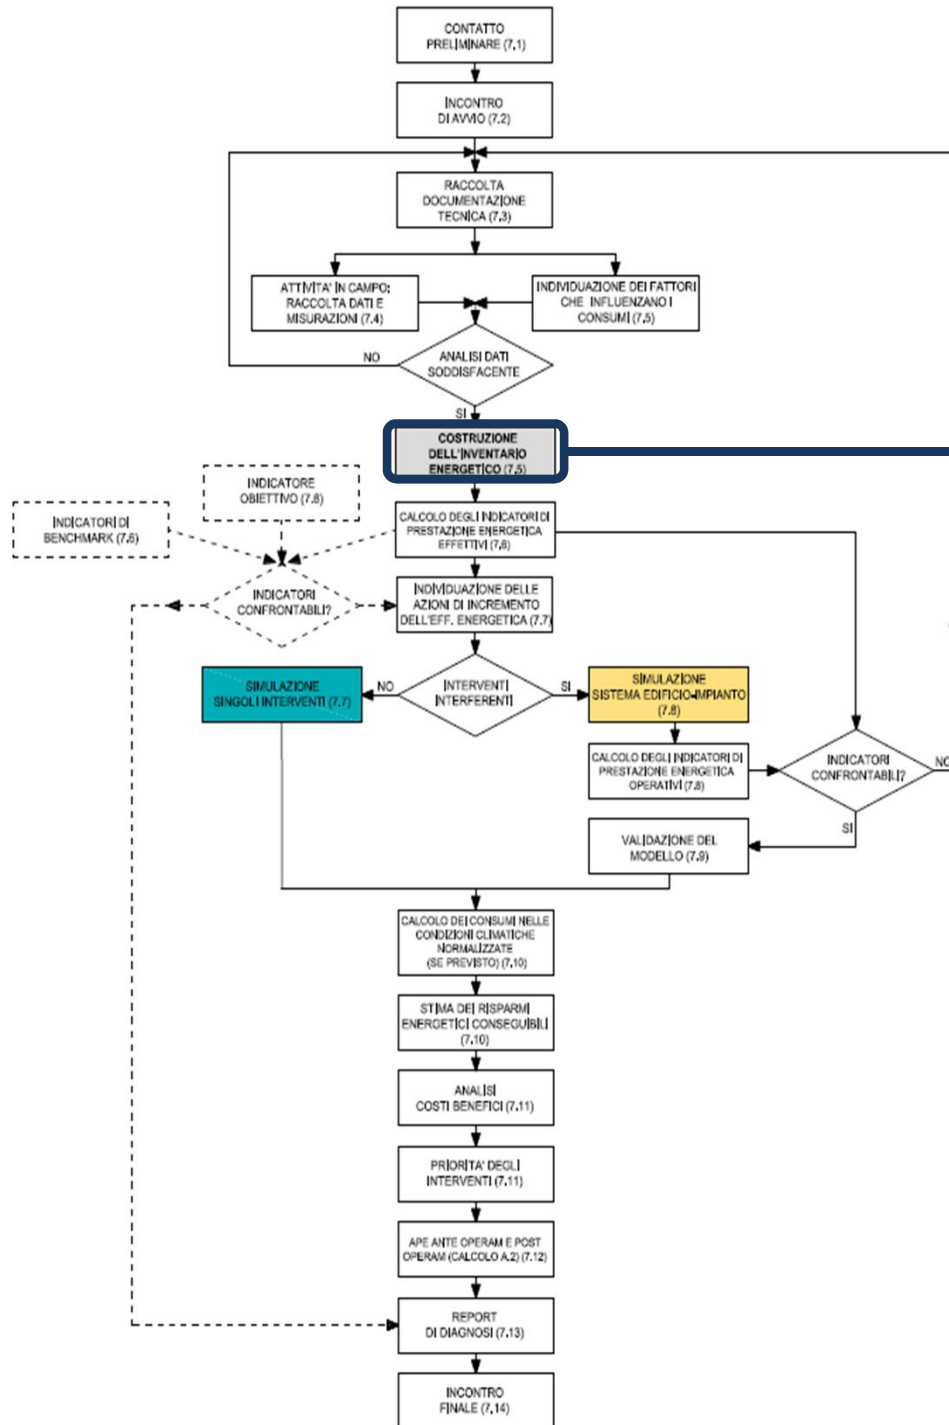 CONTATTO
PRELIMINARE (7.1)
INCONTRO
DI AVVIO (7.2)
RACCOLTA
DOCUMENTAZIONE
TECNICA (7.3)
ATTIVITA' IN CAMPO:
RACCOLTA DATI E
MISURAZIONI (7.4)
INDIVIDUAZIONE DEI FATTORI
CHE INFLUENZANO I
CONSUMI (7.5)
ANALISI DATI
SODDISFACENTE
NO
SI
COSTRUZIONE
DELL'INVENTARIO
ENERGETICO (7.5)
INDICATORE
OBIETTIVO (7.6)
INDICATORI DI
BENCHMARK (7.6)
CALCOLO DEGLI INDICATORI DI
PRESTAZIONE ENERGETICA
EFFETTIVI (7.6)
INDICATORI
CONFRONTABILI?
INDIVIDUAZIONE DELLE
AZIONI DI INCREMENTO
DELL'EFF. ENERGETICA (7.7)
SIMULAZIONE
SINGOLI INTERVENTI (7.7)
NO
INTERVENTI
INTERFERENTI
SI
SIMULAZIONE
SISTEMA EDIFICIO-IMPIANTO
(7.8)
CALCOLO DEGLI INDICATORI DI
PRESTAZIONE ENERGETICA
OPERATIVI (7.8)
INDICATORI
CONFRONTABILI?
NO
SI
VALIDAZIONE DEL
MODELLO (7.9)
CALCOLO DEI CONSUMI NELLE
CONDIZIONI CLIMATICHE
NORMALIZZATE
(SE PREVISTO) (7.10)
STIMA DEI RISPARMI
ENERGETICI CONSEGUIBILI
(7.10)
ANALISI
COSTI BENEFICI (7.11)
PRIORITA' DEGLI
INTERVENTI (7.11)
APE ANTE OPERAM E POST
OPERAM (CALCOLO A.2) (7.12)
REPORT
DI DIAGNOSI (7.13)
INCONTRO
FINALE (7.14)